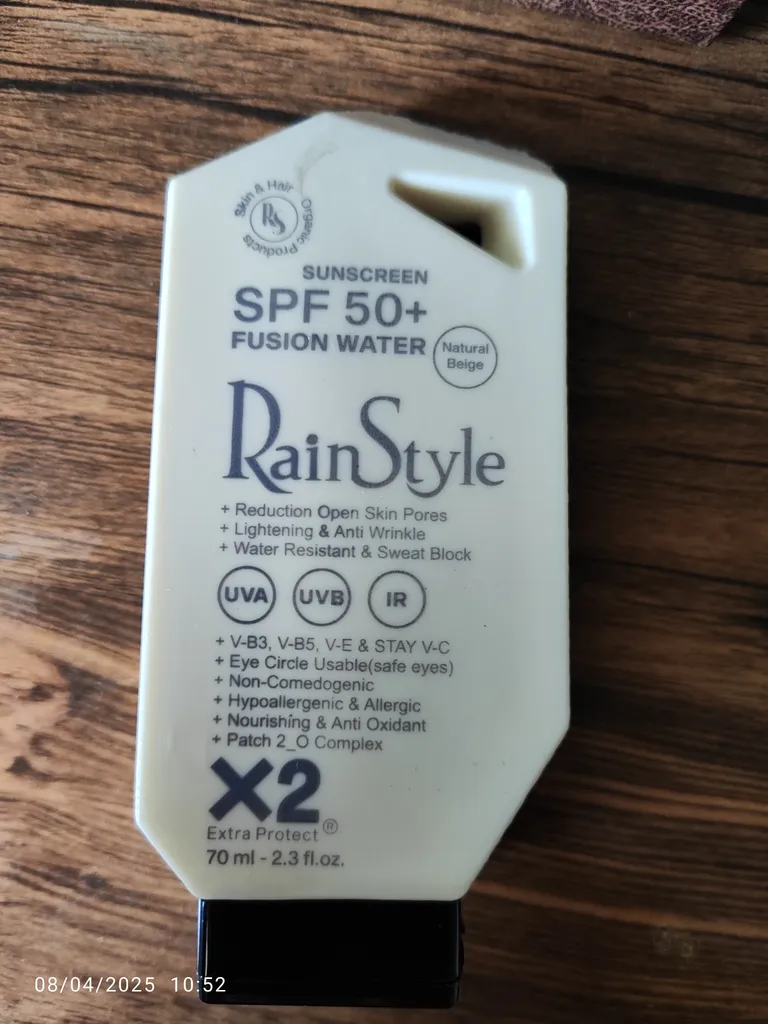 Skin & Hair Organic Products
RS
SUNSCREEN
SPF 50+
FUSION WATER
Natural
Beige
RainStyle
+ Reduction Open Skin Pores
+ Lightening & Anti Wrinkle
+ Water Resistant & Sweat Block
UVA UVB IR
+ V-B3, V-B5, V-E & STAY V-C
+ Eye Circle Usable(safe eyes)
+ Non-Comedogenic
+ Hypoallergenic & Allergic
+ Nourishing & Anti Oxidant
+ Patch 2_O Complex
X2
Extra Protect®
70 ml - 2.3 fl.oz.
08/04/2025 10:52